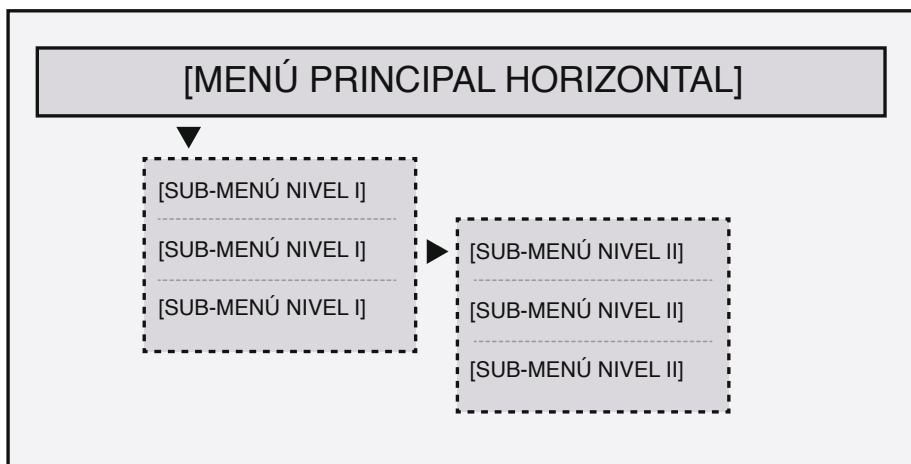 [MENÚ PRINCIPAL HORIZONTAL]
[SUB-MENÚ NIVEL I]
[SUB-MENÚ NIVEL I]
[SUB-MENÚ NIVEL I]
[SUB-MENÚ NIVEL II]
[SUB-MENÚ NIVEL II]
[SUB-MENÚ NIVEL II]